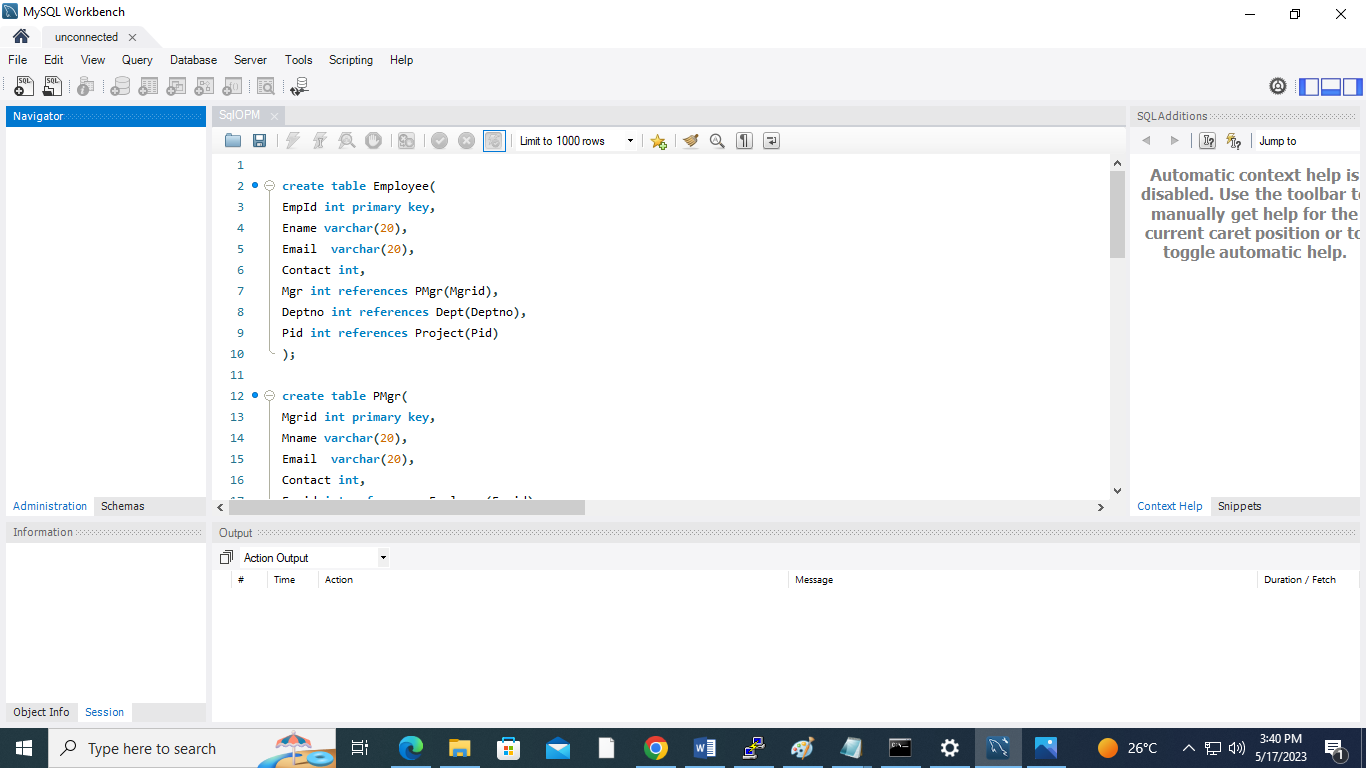 MySQL Workbench
unconnected
File Edit View Query Database Server Tools Scripting Help
SQL SQL
Navigator
SqlOPM
SQLAdditions
Limit to 1000 rows
Jump to
1
2 create table Employee(
3 EmpId int primary key,
4 Ename varchar(20),
5 Email varchar(20),
6 Contact int,
7 Mgr int references PMgr(Mgrid),
8 Deptno int references Dept(Deptno),
9 Pid int references Project(Pid)
10 );
11
12 create table PMgr(
13 Mgrid int primary key,
14 Mname varchar(20),
15 Email varchar(20),
16 Contact int,
Automatic context help is
disabled. Use the toolbar to
manually get help for the
current caret position or to
toggle automatic help.
Administration Schemas
Context Help Snippets
Information
Output
Action Output
# Time Action Message Duration / Fetch
Object Info Session
Type here to search
26°C
3:40 PM
5/17/2023
1